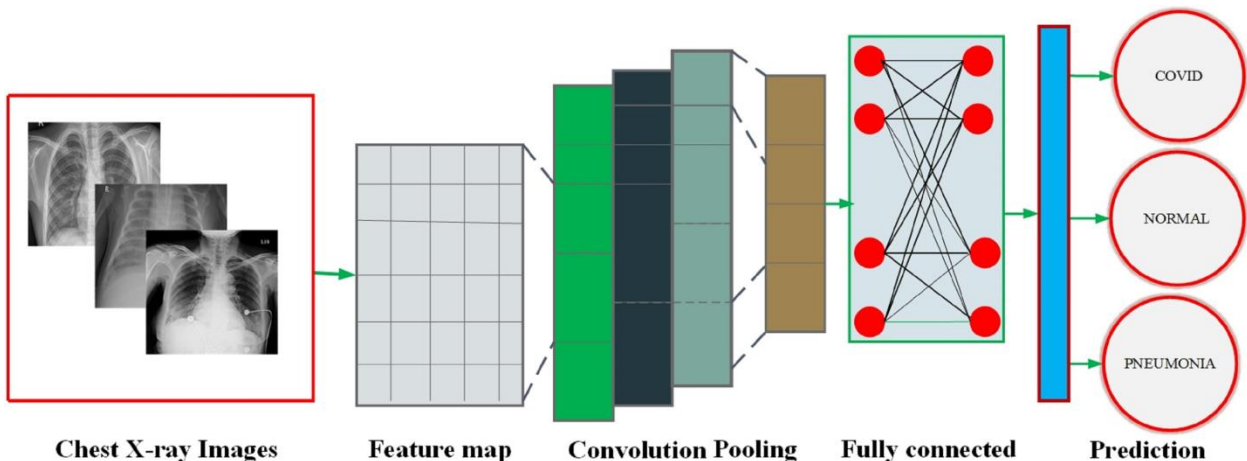 COVID
NORMAL
PNEUMONIA
Chest X-ray Images
Feature map
Convolution Pooling
Fully connected
Prediction